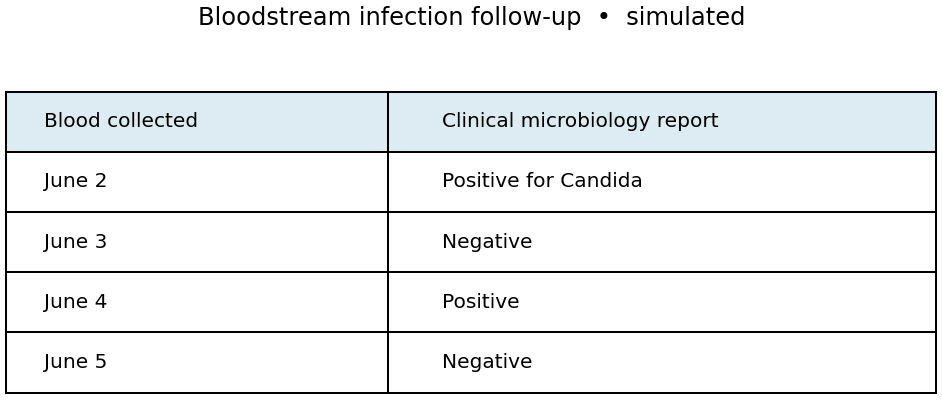 Bloodstream infection follow-up • simulated
Blood collected Clinical microbiology report
June 2 Positive for Candida
June 3 Negative
June 4 Positive
June 5 Negative